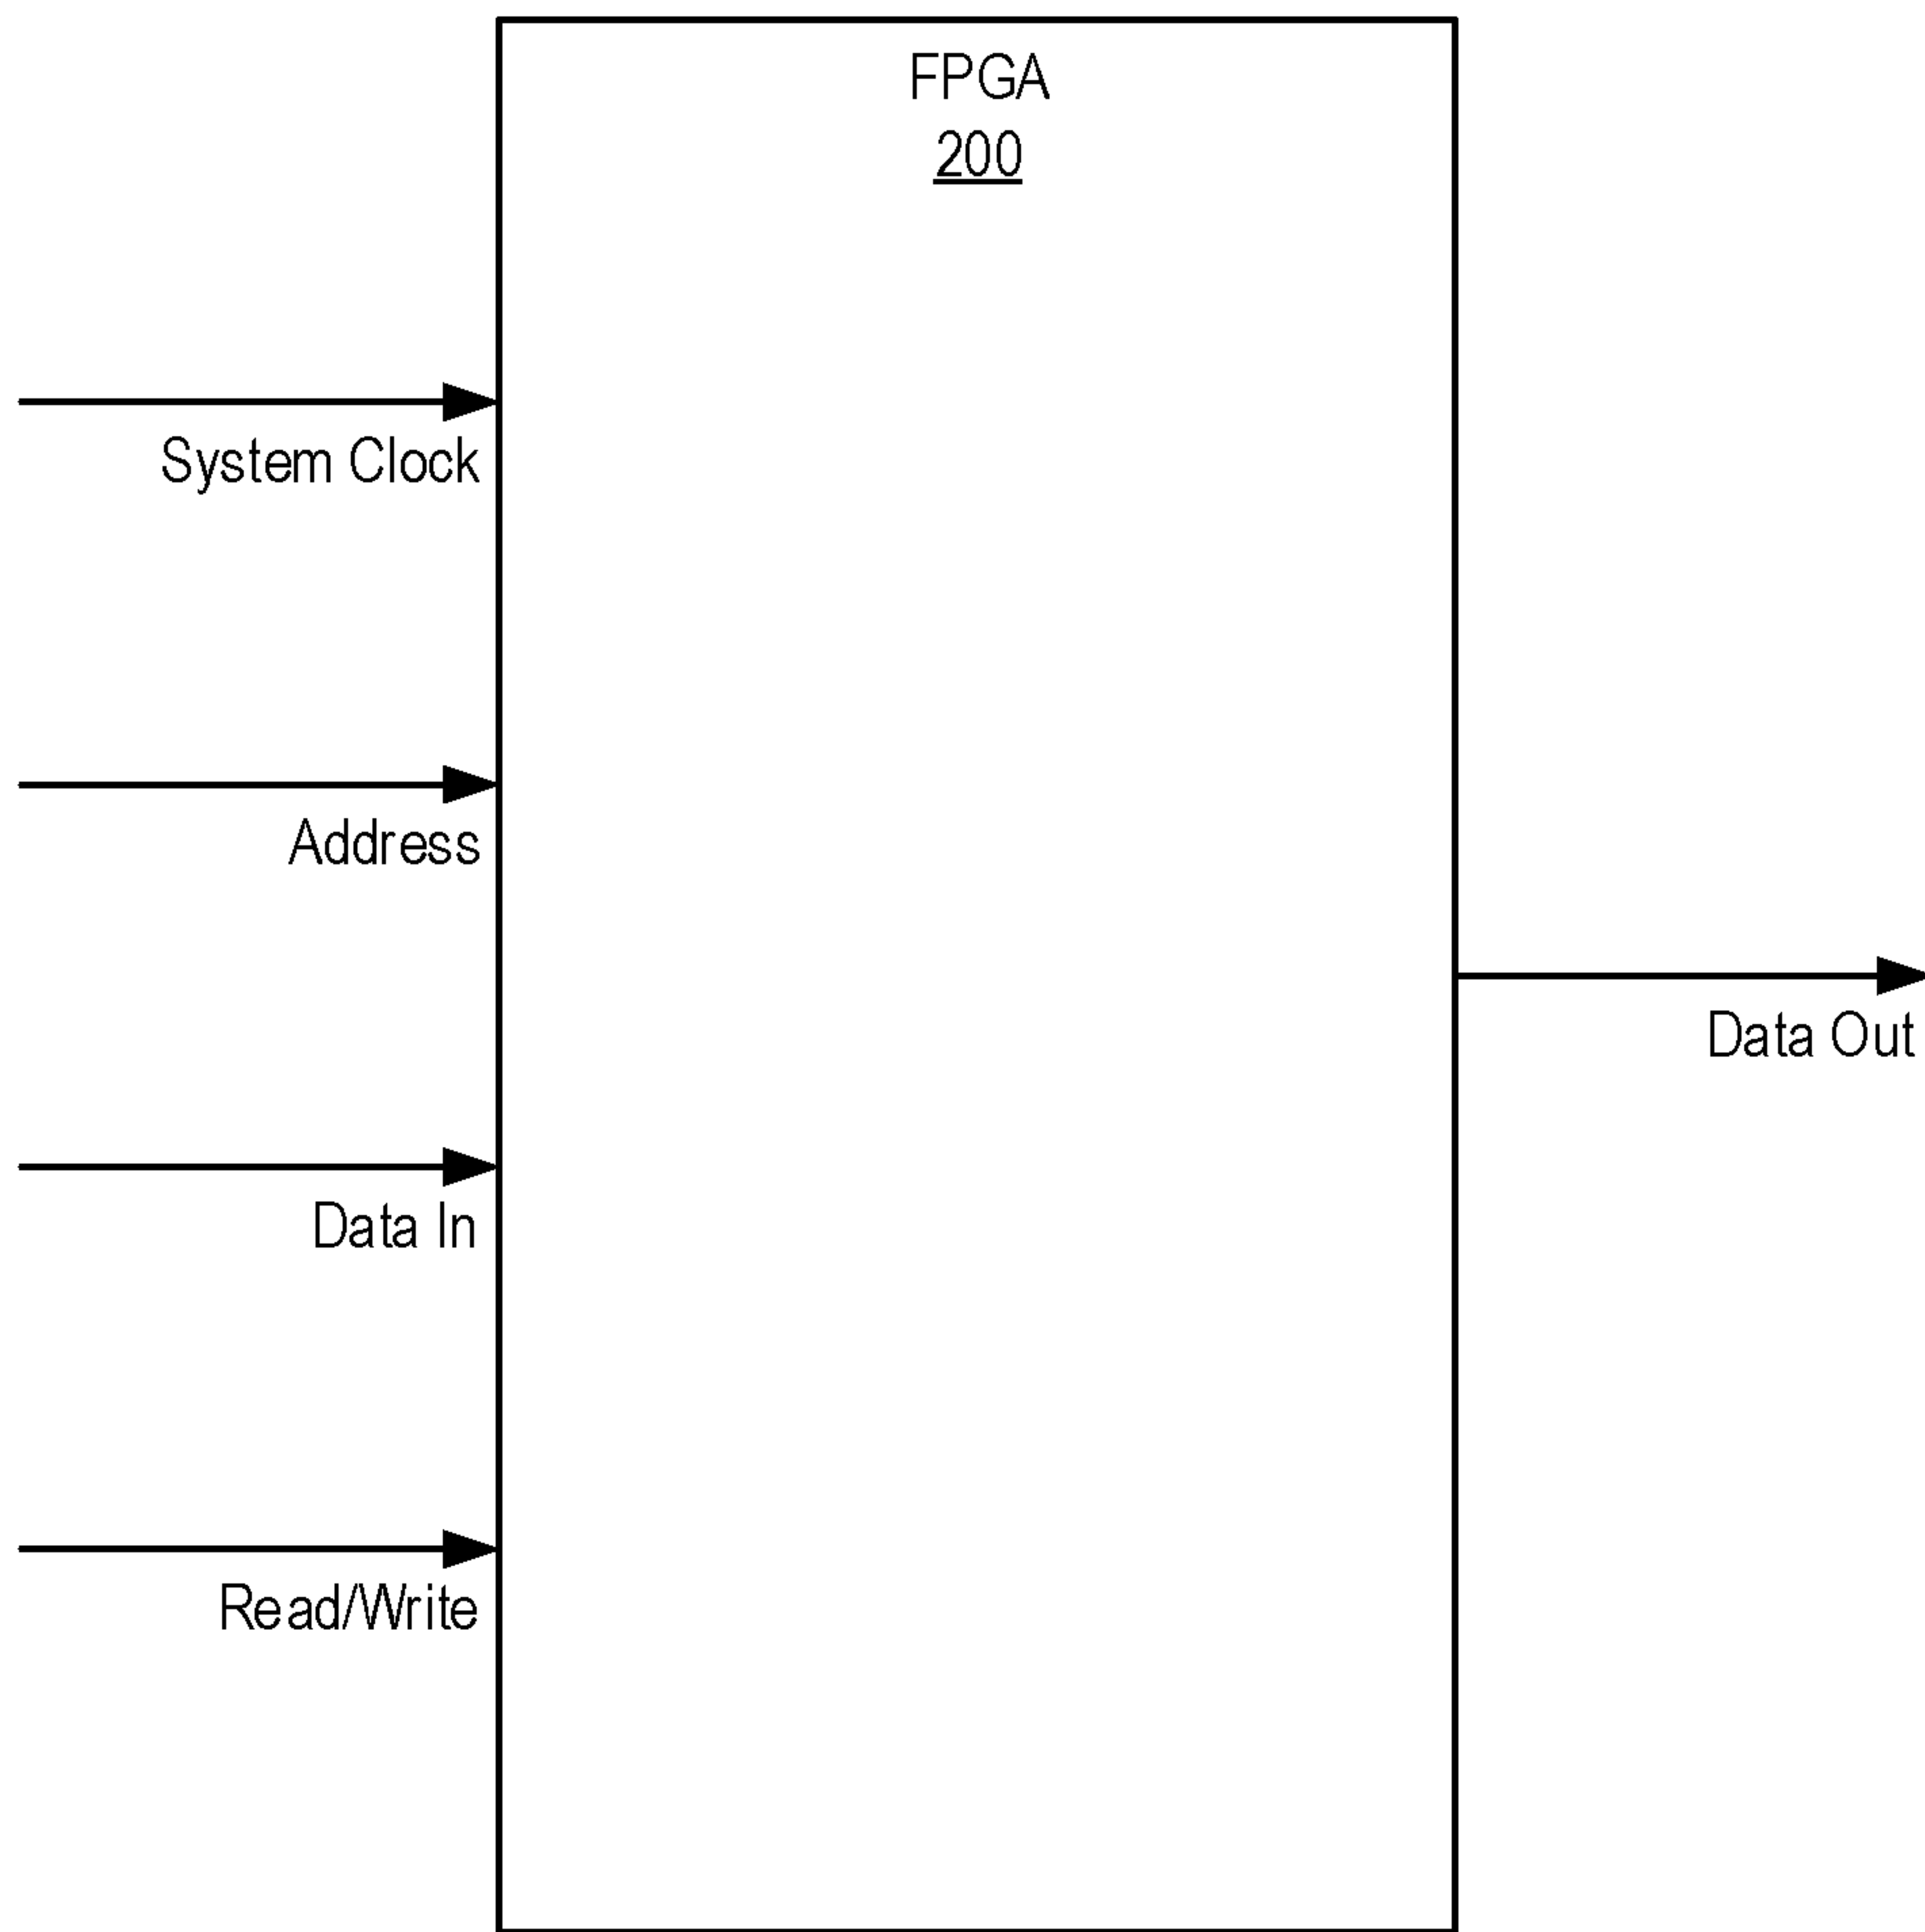 FPGA
200
System Clock
Address
Data Out
Data In
Read/Write